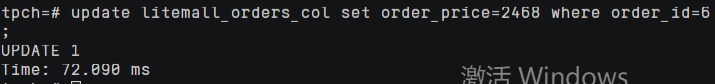 tpch=# update litemall_orders_col set order_price=2468 where order_id=6
;
UPDATE 1
Time: 72.090 ms
激活 Windows